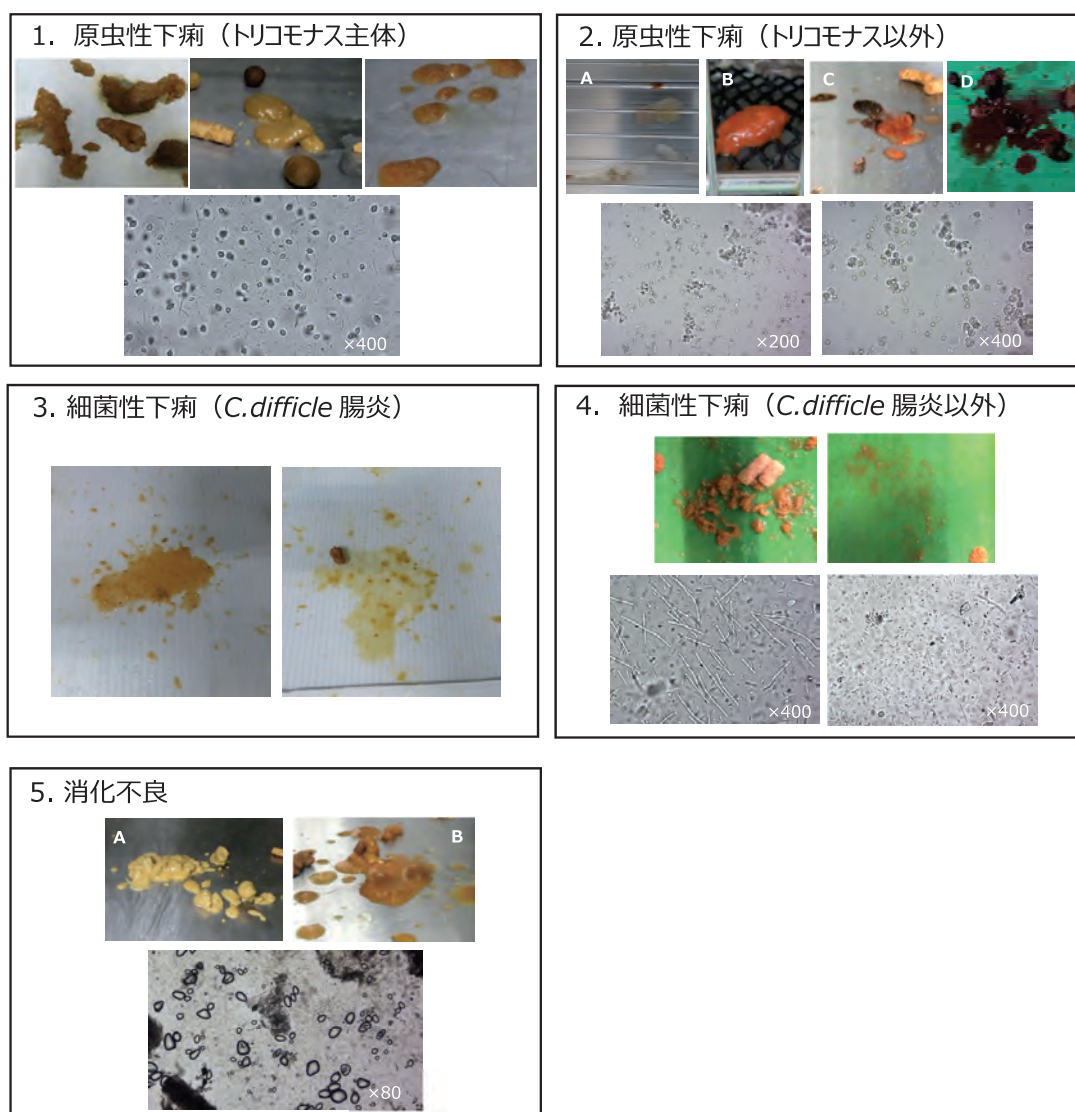 1. 原虫性下痢（トリコモナス主体）
×400
2. 原虫性下痢（トリコモナス以外）
A
B
C
D
×200
×400
3. 細菌性下痢（C.difficle 腸炎）
4. 細菌性下痢（C.difficle 腸炎以外）
×400
×400
5. 消化不良
A
B
×80